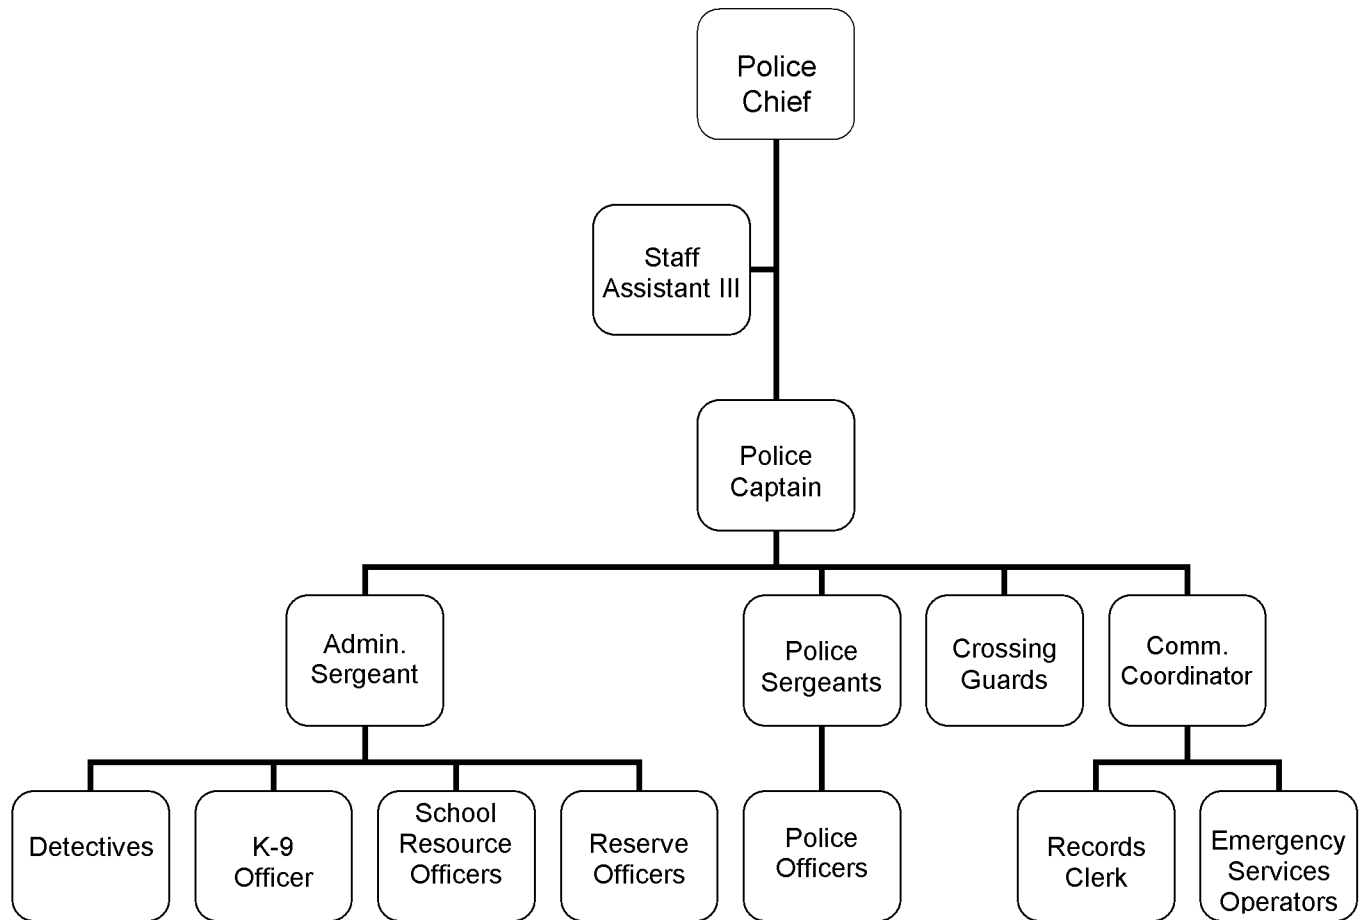 Police
Chief
Staff
Assistant III
Police
Captain
Admin.
Sergeant
Police
Sergeants
Crossing
Guards
Comm.
Coordinator
Detectives
K-9
Officer
School
Resource
Officers
Reserve
Officers
Police
Officers
Records
Clerk
Emergency
Services
Operators